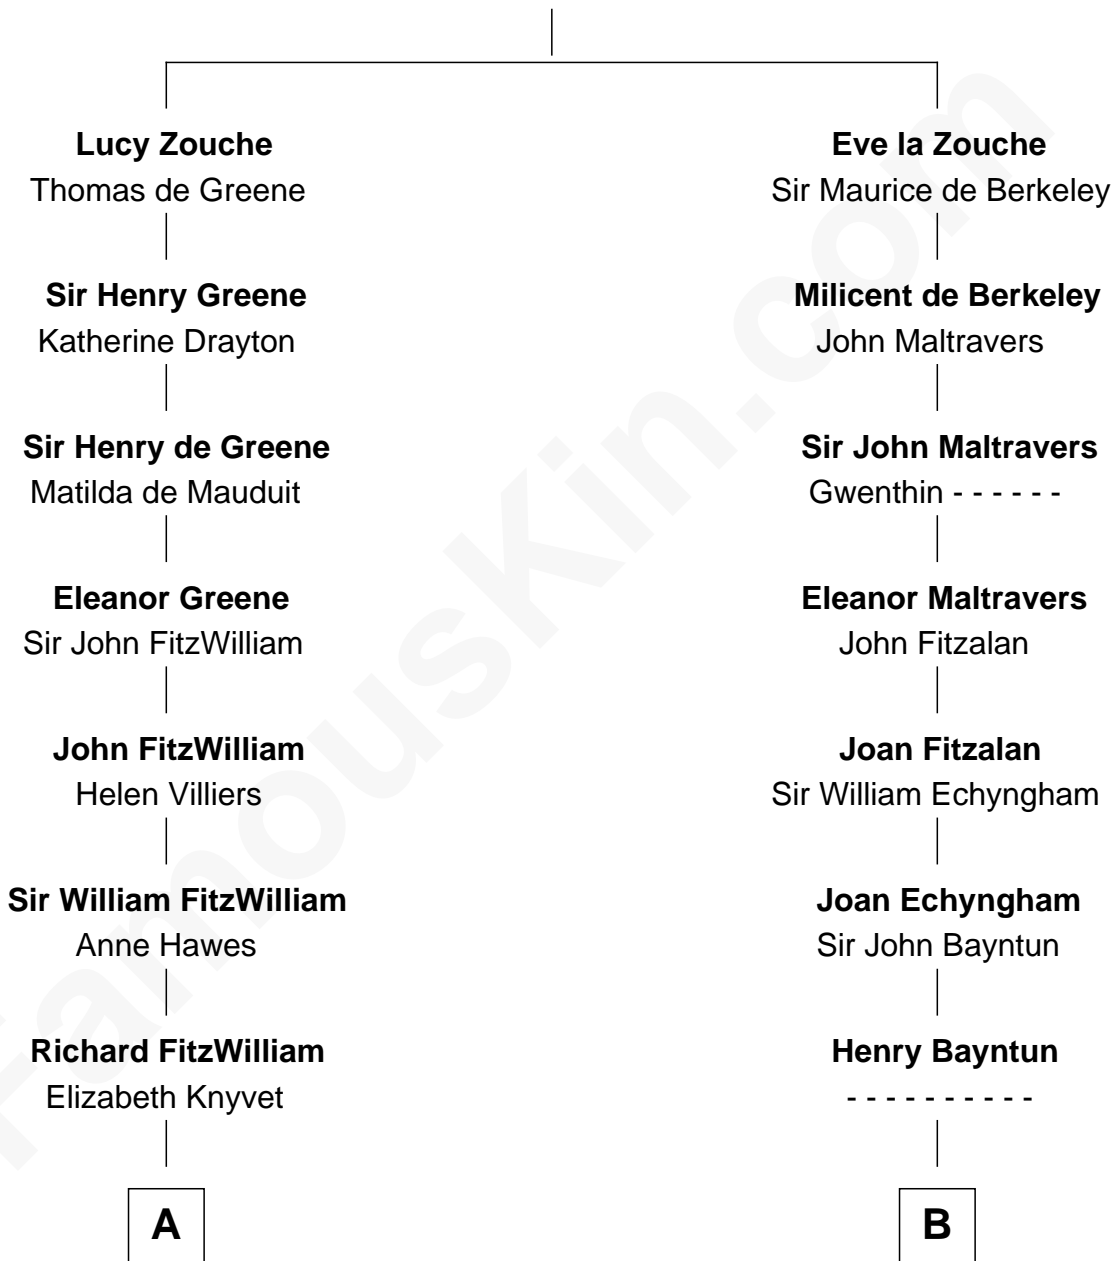 Lucy Zouche
Thomas de Greene
Eve la Zouche
Sir Maurice de Berkeley
Sir Henry Greene
Katherine Drayton
Milicent de Berkeley
John Maltravers
Sir Henry de Greene
Matilda de Mauduit
Sir John Maltravers
Gwenthin - - - - - -
Eleanor Greene
Sir John FitzWilliam
Eleanor Maltravers
John Fitzalan
John FitzWilliam
Helen Villiers
Joan Fitzalan
Sir William Echyngham
Sir William FitzWilliam
Anne Hawes
Joan Echyngham
Sir John Bayntun
Richard FitzWilliam
Elizabeth Knyvet
Henry Bayntun
- - - - - - - - - -
A
B
FamousKin.com